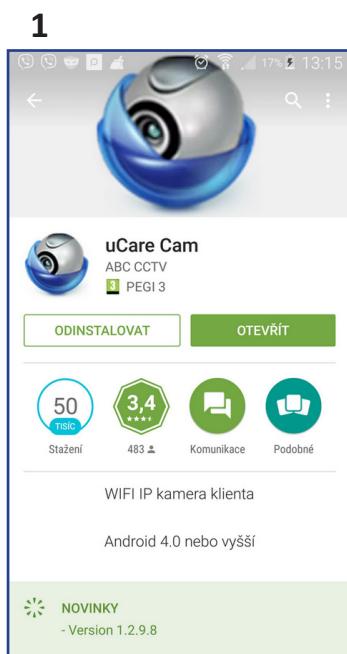 1
17% 13:15
uCare Cam
ABC CCTV
3 PEGI 3
ODINSTALOVAT OTEVŘÍT
50 3,4
TISÍC
Stažení 483 Komunikace Podobné
WIFI IP kamera klienta
Android 4.0 nebo vyšší
NOVINKY
- Version 1.2.9.8